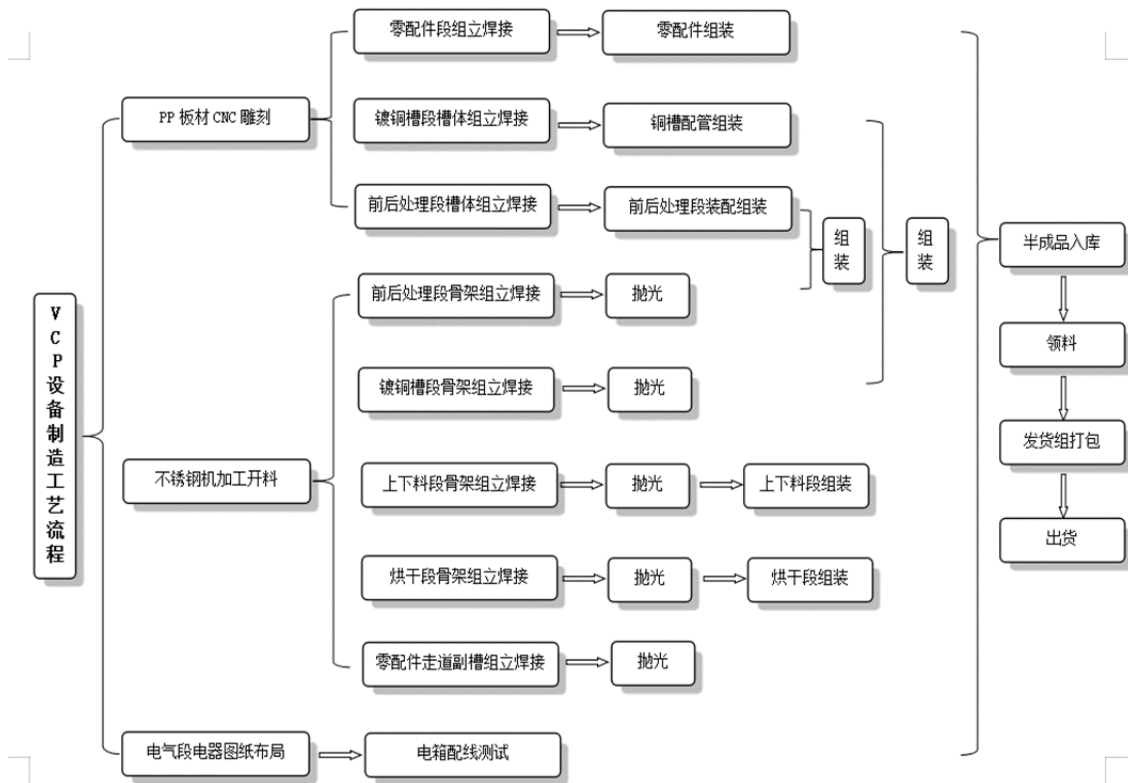 VCP设备制造工艺流程
PP 板材 CNC 雕刻
零配件段组立焊接
零配件组装
镀铜槽段槽体组立焊接
铜槽配管组装
前后处理段槽体组立焊接
前后处理段装配组装
组装
组装
不锈钢机加工开料
前后处理段骨架组立焊接
抛光
镀铜槽段骨架组立焊接
抛光
上下料段骨架组立焊接
抛光
上下料段组装
烘干段骨架组立焊接
抛光
烘干段组装
零配件走道副槽组立焊接
抛光
电气段电器图纸布局
电箱配线测试
半成品入库
领料
发货组打包
出货